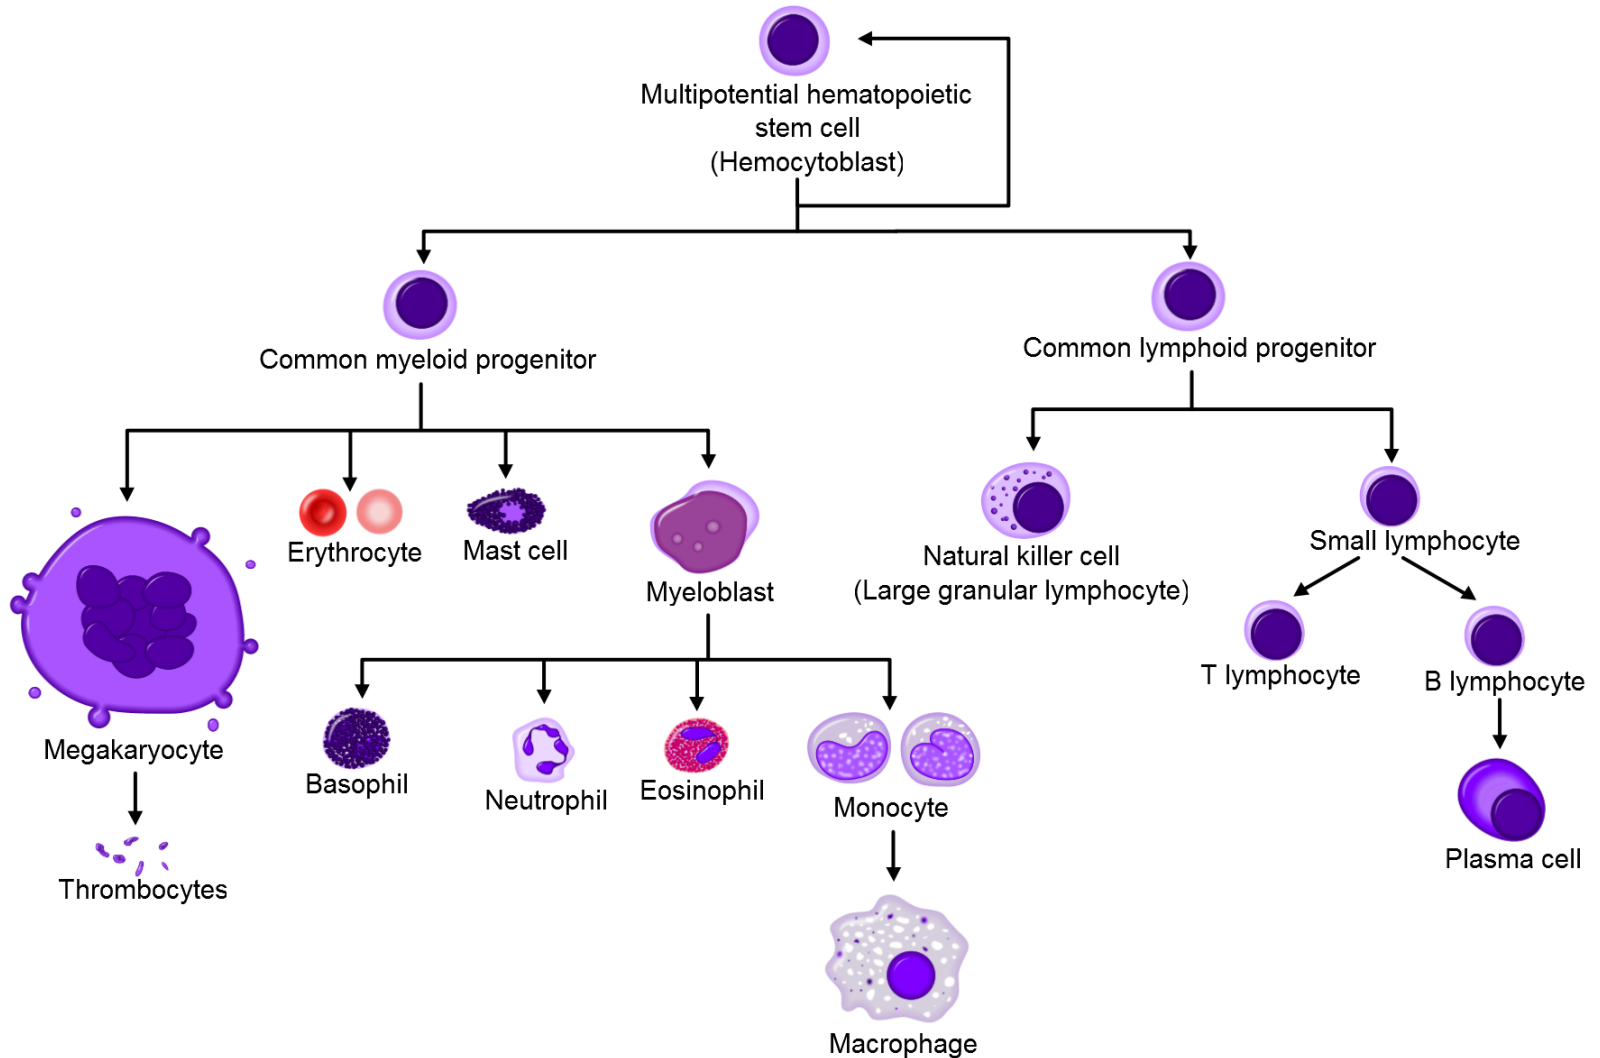 Multipotential hematopoietic
stem cell
(Hemocytoblast)
Common myeloid progenitor
Common lymphoid progenitor
Erythrocyte
Mast cell
Myeloblast
Natural killer cell
(Large granular lymphocyte)
Small lymphocyte
T lymphocyte
B lymphocyte
Megakaryocyte
Basophil
Neutrophil
Eosinophil
Monocyte
Plasma cell
Thrombocytes
Macrophage